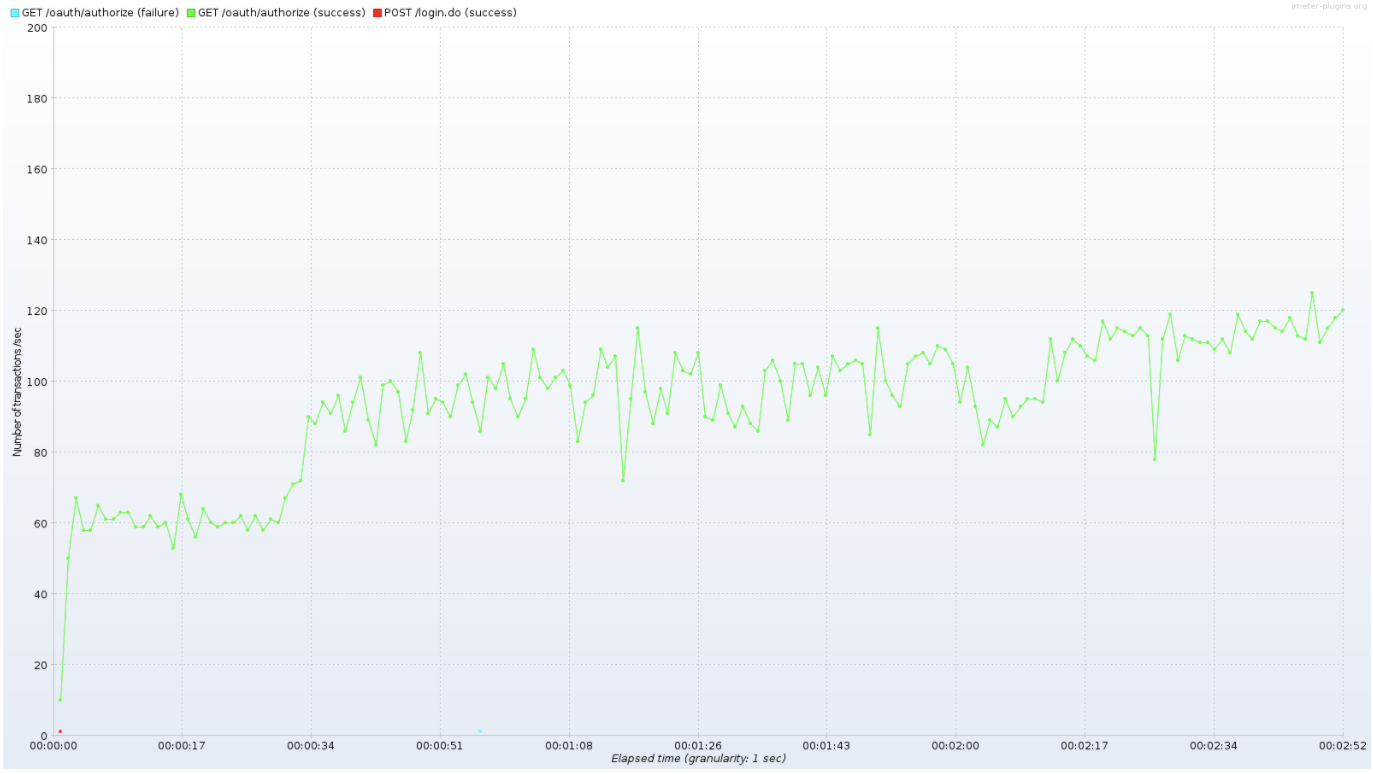 GET /oauth/authorize (failure) GET /oauth/authorize (success) POST /login.do (success)
jmeter-plugins.org
200
180
160
140
120
100
80
60
40
20
0
Number of transactions /sec
00:00:00 00:00:17 00:00:34 00:00:51 00:01:08 00:01:26 00:01:43 00:02:00 00:02:17 00:02:34 00:02:52
Elapsed time (granularity: 1 sec)